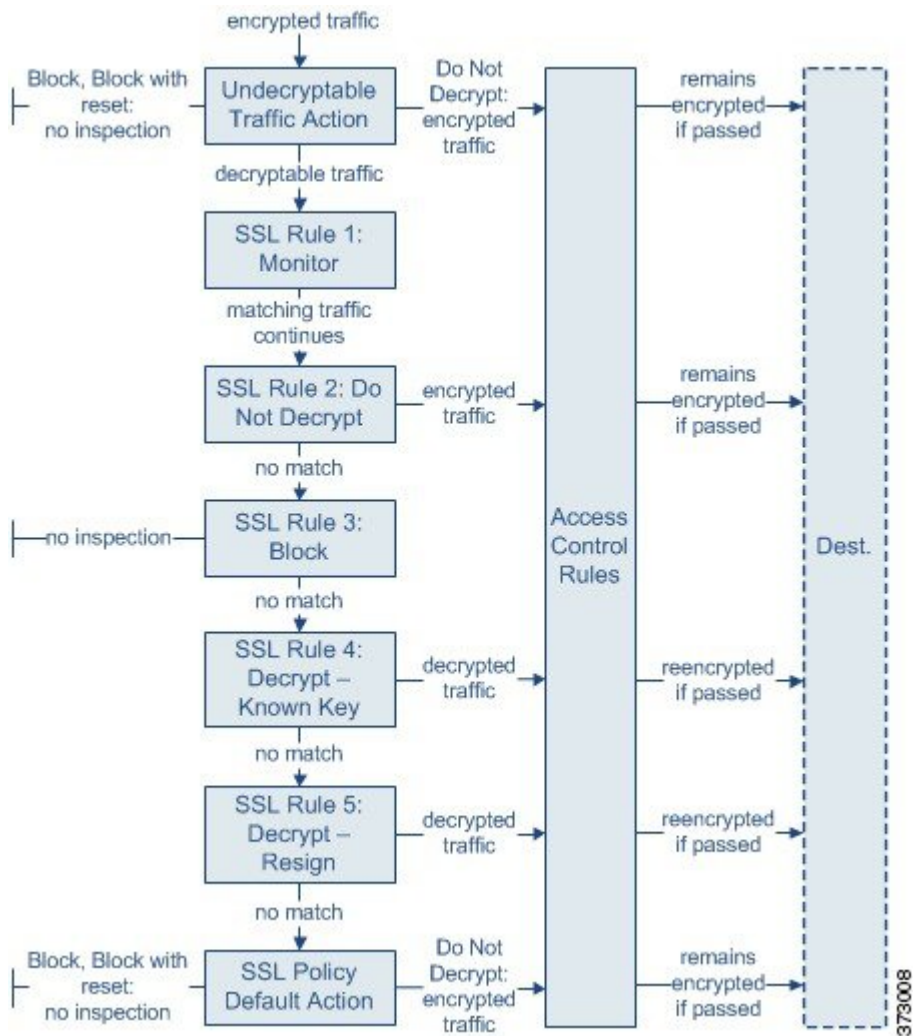 encrypted traffic
Block, Block with
reset:
no inspection
Undecryptable
Traffic Action
Do Not
Decrypt:
encrypted
traffic
remains
encrypted
if passed
decryptable traffic
SSL Rule 1:
Monitor
matching traffic
continues
SSL Rule 2: Do
Not Decrypt
encrypted
traffic
remains
encrypted
if passed
no match
no inspection
SSL Rule 3:
Block
Access
Control
Rules
Dest.
no match
SSL Rule 4:
Decrypt –
Known Key
decrypted
traffic
reencrypted
if passed
no match
SSL Rule 5:
Decrypt –
Resign
decrypted
traffic
reencrypted
if passed
no match
Block, Block with
reset:
no inspection
SSL Policy
Default Action
Do Not
Decrypt:
encrypted
traffic
remains
encrypted
if passed
373008